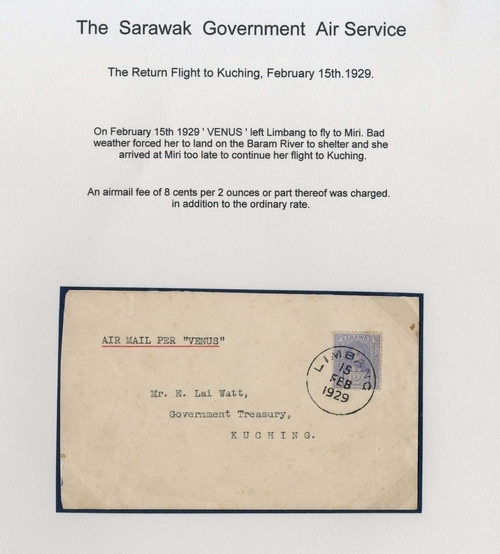 The Sarawak Government Air Service
The Return Flight to Kuching, February 15th.1929.
On February 15th 1929 ' VENUS ' left Limbang to fly to Miri. Bad
weather forced her to land on the Baram River to shelter and she
arrived at Miri too late to continue her flight to Kuching.
An airmail fee of 8 cents per 2 ounces or part thereof was charged.
in addition to the ordinary rate.
AIR MAIL PER "VENUS"
SARAWAK
LIMBANG
15
FEB
1929
Mr. E. Lai Watt,
Government Treasury,
KUCHING.